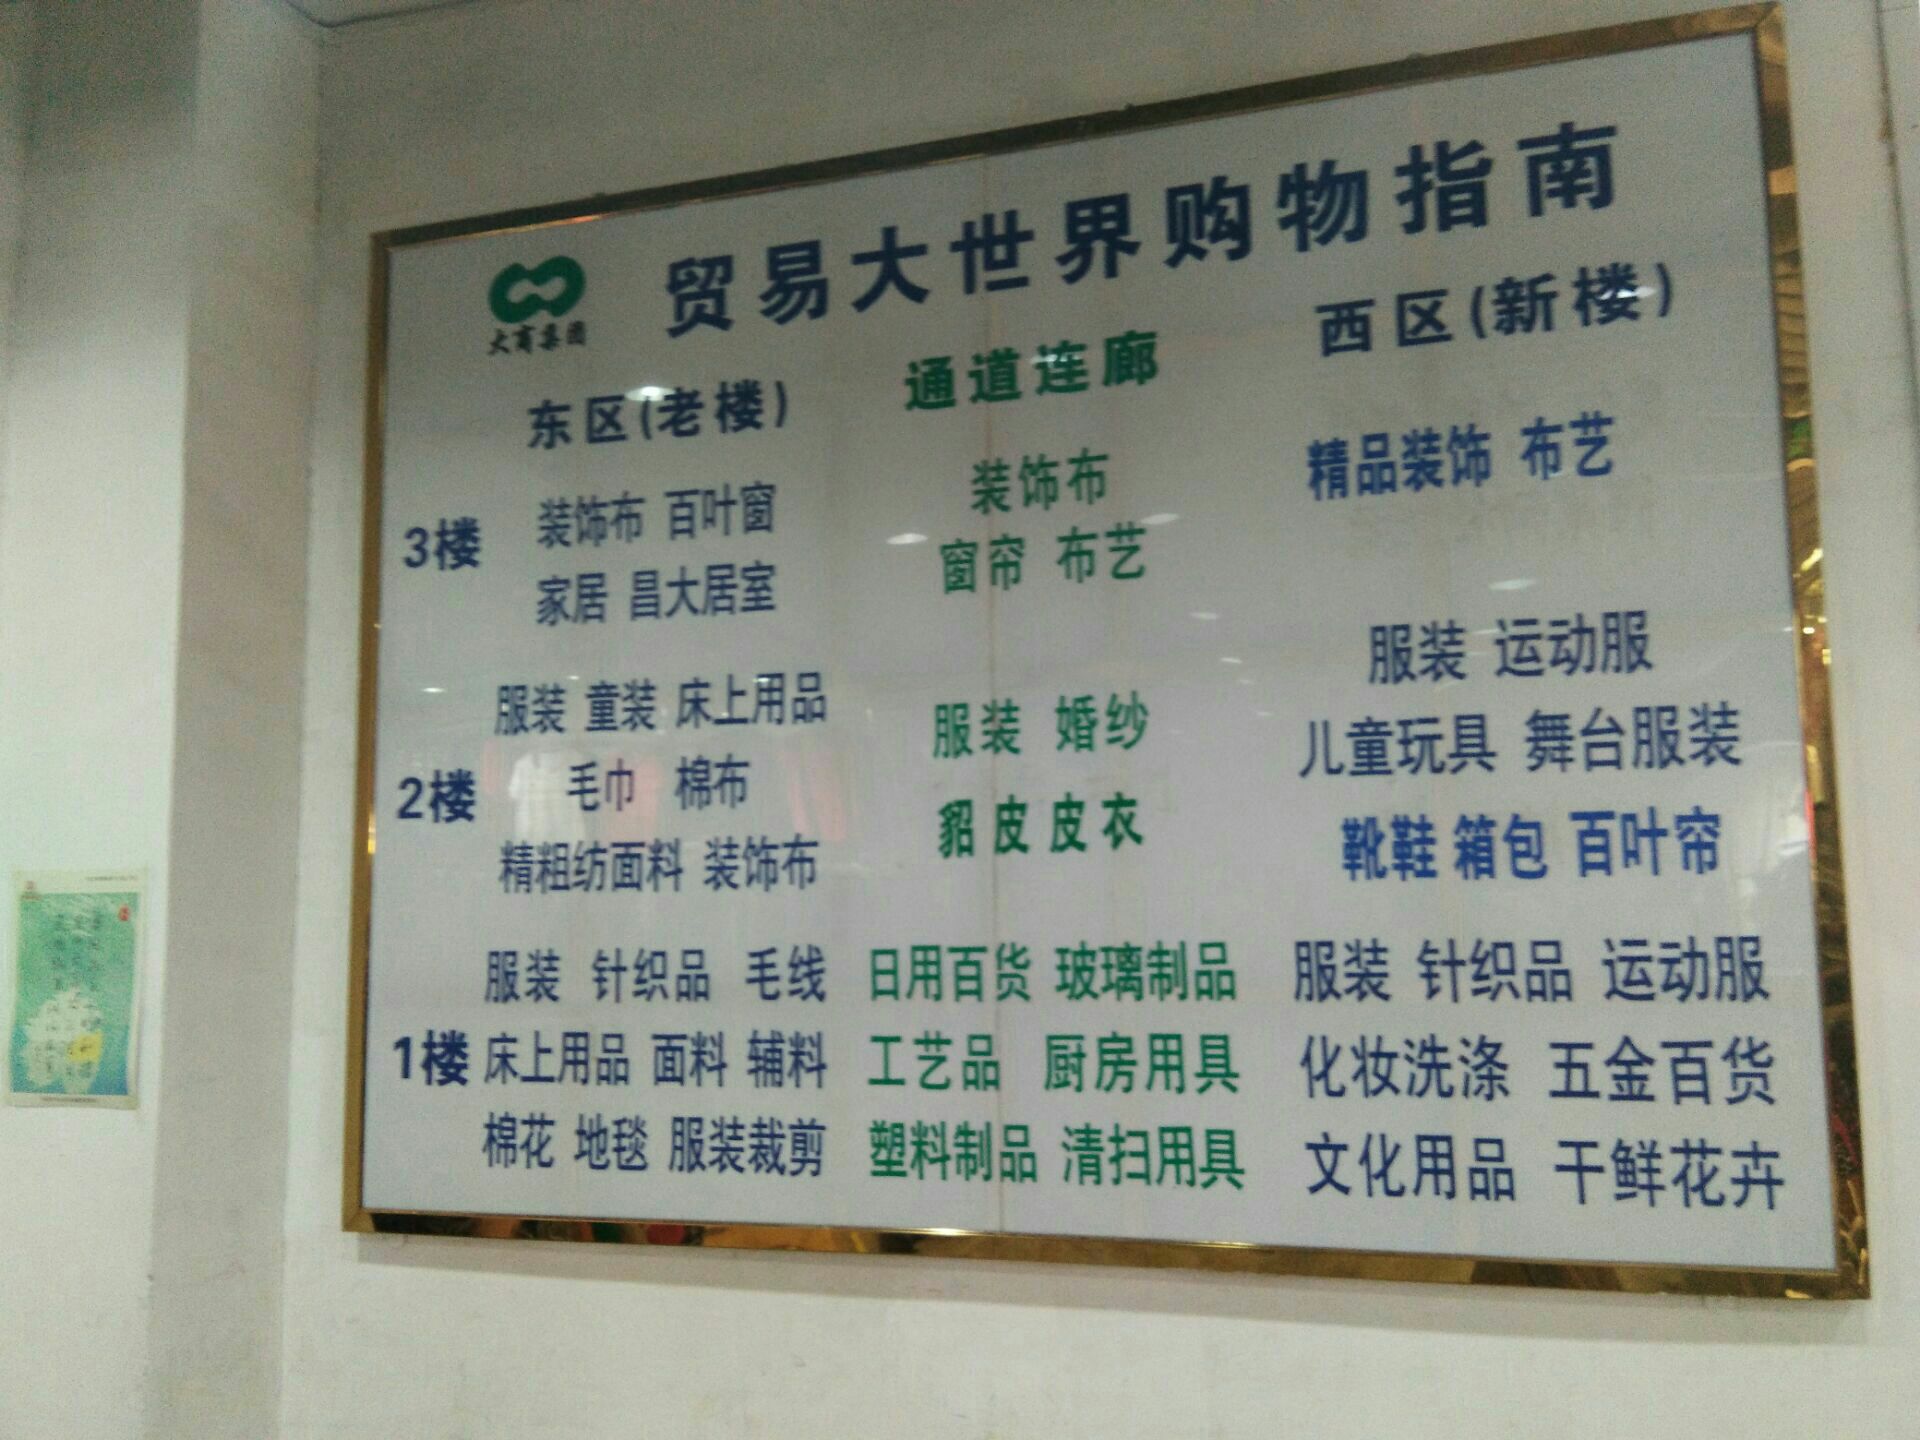 贸易大世界购物指南
大商集团
东区(老楼) 通道连廊 西区(新楼)
3楼
装饰布 百叶窗
家居 昌大居室
装饰布
窗帘 布艺
精品装饰 布艺
2楼
服装 童装 床上用品
毛巾 棉布
精粗纺面料 装饰布
服装 婚纱
貂皮皮衣
服装 运动服
儿童玩具 舞台服装
靴鞋 箱包 百叶帘
1楼
服装 针织品 毛线
床上用品 面料 辅料
棉花 地毯 服装裁剪
日用百货 玻璃制品
工艺品 厨房用具
塑料制品 清扫用具
服装 针织品 运动服
化妆洗涤 五金百货
文化用品 干鲜花卉